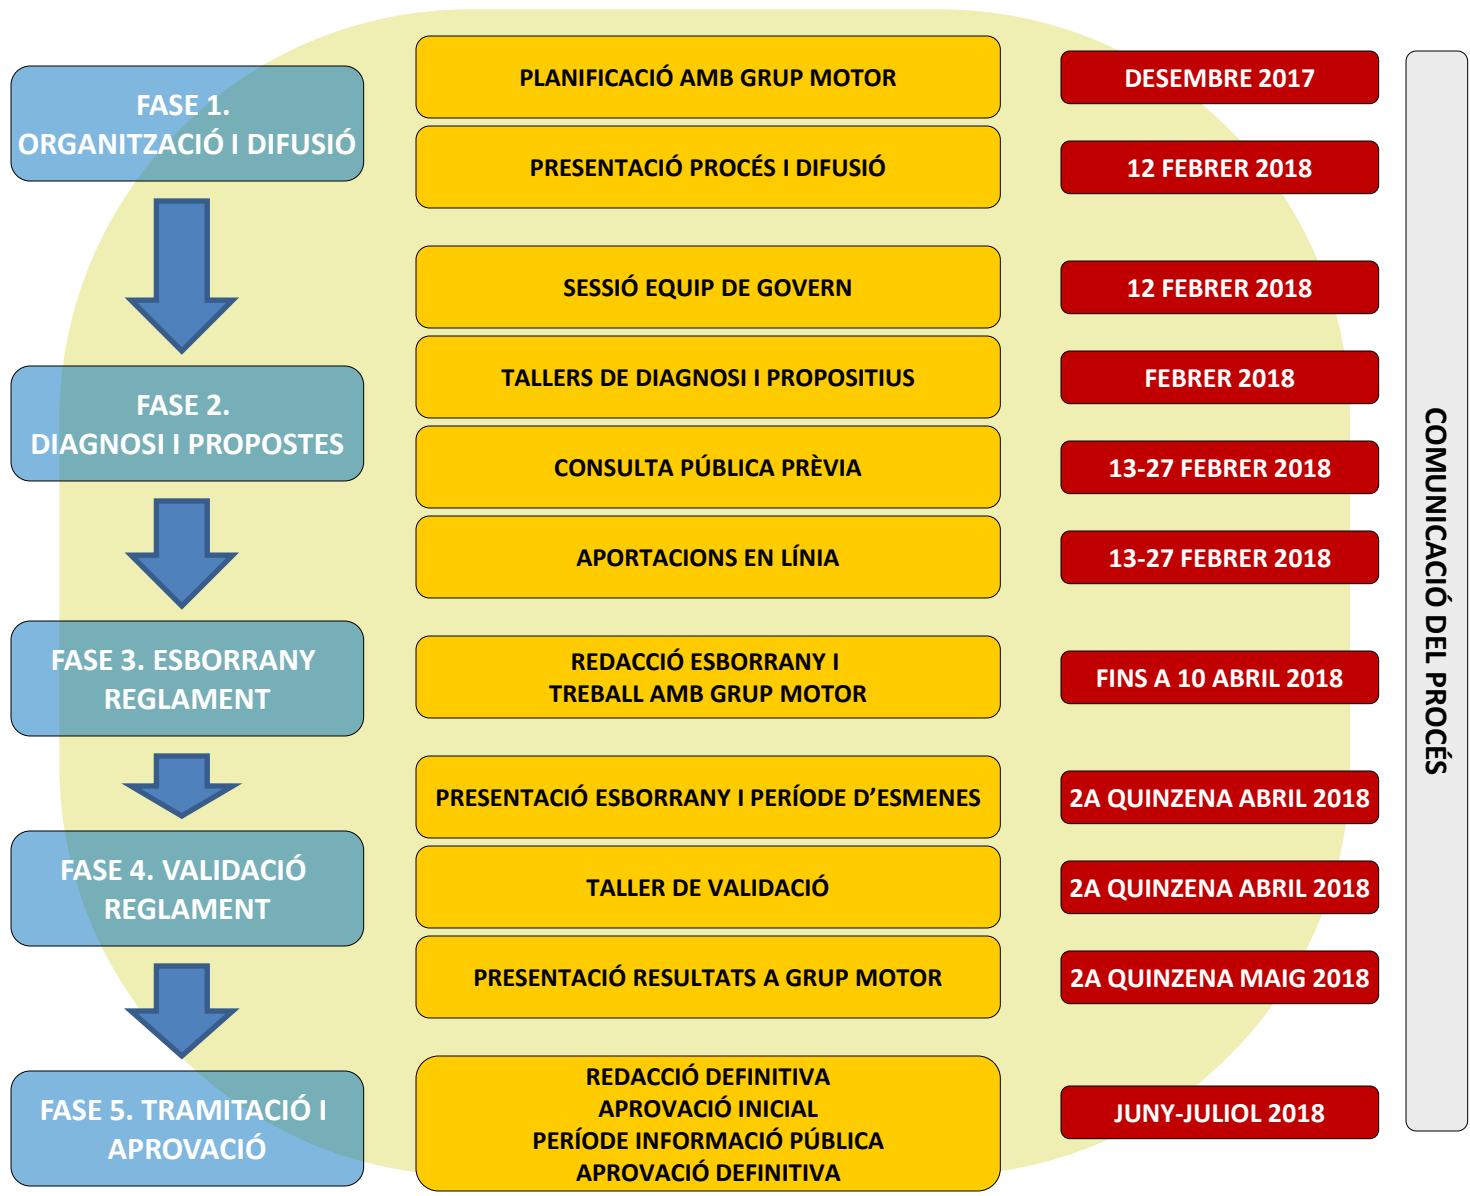 FASE 1.
ORGANITZACIÓ I DIFUSIÓ
PLANIFICACIÓ AMB GRUP MOTOR
DESEMBRE 2017
PRESENTACIÓ PROCÉS I DIFUSIÓ
12 FEBRER 2018
FASE 2.
DIAGNOSI I PROPOSTES
SESSIÓ EQUIP DE GOVERN
12 FEBRER 2018
TALLERS DE DIAGNOSI I PROPOSITIUS
FEBRER 2018
CONSULTA PÚBLICA PRÈVIA
13-27 FEBRER 2018
APORTACIONS EN LÍNIA
13-27 FEBRER 2018
FASE 3. ESBORRANY
REGLAMENT
REDACCIÓ ESBORRANY I
TREBALL AMB GRUP MOTOR
FINS A 10 ABRIL 2018
FASE 4. VALIDACIÓ
REGLAMENT
PRESENTACIÓ ESBORRANY I PERÍODE D’ESMENES
2A QUINZENA ABRIL 2018
TALLER DE VALIDACIÓ
2A QUINZENA ABRIL 2018
PRESENTACIÓ RESULTATS A GRUP MOTOR
2A QUINZENA MAIG 2018
FASE 5. TRAMITACIÓ I
APROVACIÓ
REDACCIÓ DEFINITIVA
APROVACIÓ INICIAL
PERÍODE INFORMACIÓ PÚBLICA
APROVACIÓ DEFINITIVA
JUNY-JULIOL 2018
COMUNICACIÓ DEL PROCÉS